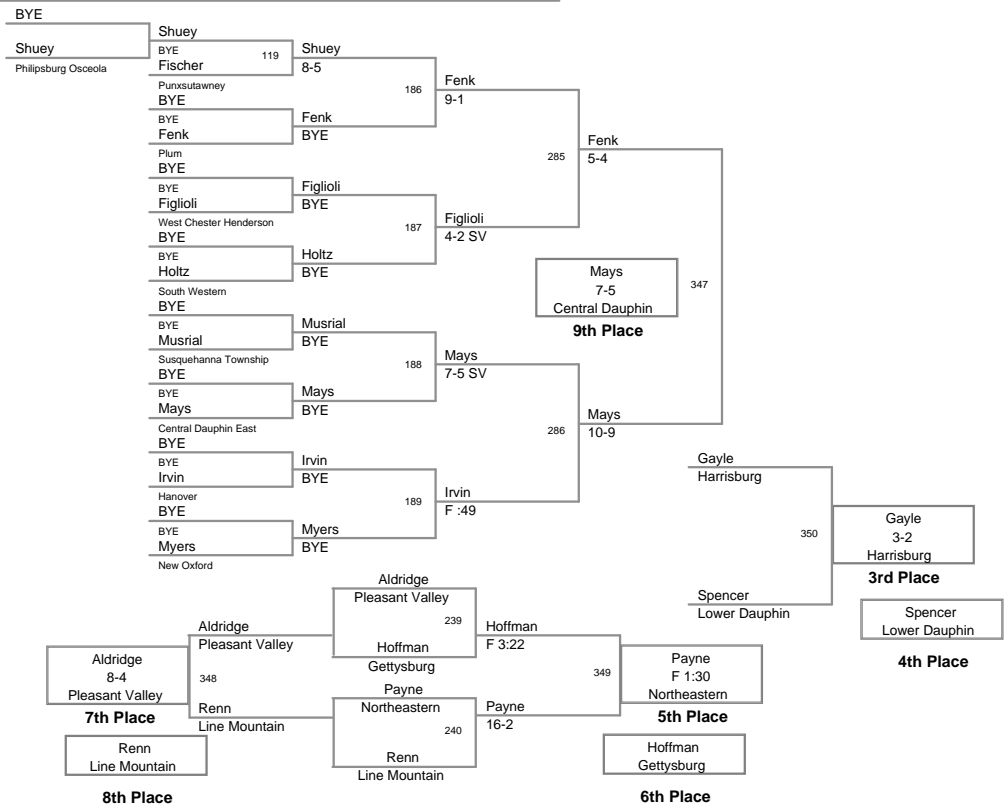 BYE
Shuey
Philipsburg Osceola
Shuey
BYE
Fischer
119
Punxsutawney
BYE
BYE
Fenk
Plum
BYE
BYE
Figlioli
West Chester Henderson
BYE
BYE
Holtz
South Western
BYE
BYE
Musrial
Susquehanna Township
BYE
BYE
Mays
Central Dauphin East
BYE
BYE
Irvin
Hanover
BYE
BYE
Myers
New Oxford
Shuey
8-5
186
Fenk
BYE
Figlioli
BYE
187
Holtz
BYE
Musrial
BYE
188
Mays
BYE
Irvin
BYE
189
Myers
BYE
Fenk
9-1
285
Figlioli
4-2 SV
Mays
7-5 SV
286
Irvin
F :49
Fenk
5-4
347
Mays
10-9
Mays
7-5
Central Dauphin
9th Place
Gayle
Harrisburg
350
Spencer
Lower Dauphin
Gayle
3-2
Harrisburg
3rd Place
Spencer
Lower Dauphin
4th Place
Aldridge
Pleasant Valley
239
Hoffman
Gettysburg
Payne
Northeastern
240
Renn
Line Mountain
Aldridge
Pleasant Valley
348
Renn
Line Mountain
Aldridge
8-4
Pleasant Valley
7th Place
Renn
Line Mountain
8th Place
Hoffman
F 3:22
349
Payne
16-2
Payne
F 1:30
Northeastern
5th Place
Hoffman
Gettysburg
6th Place